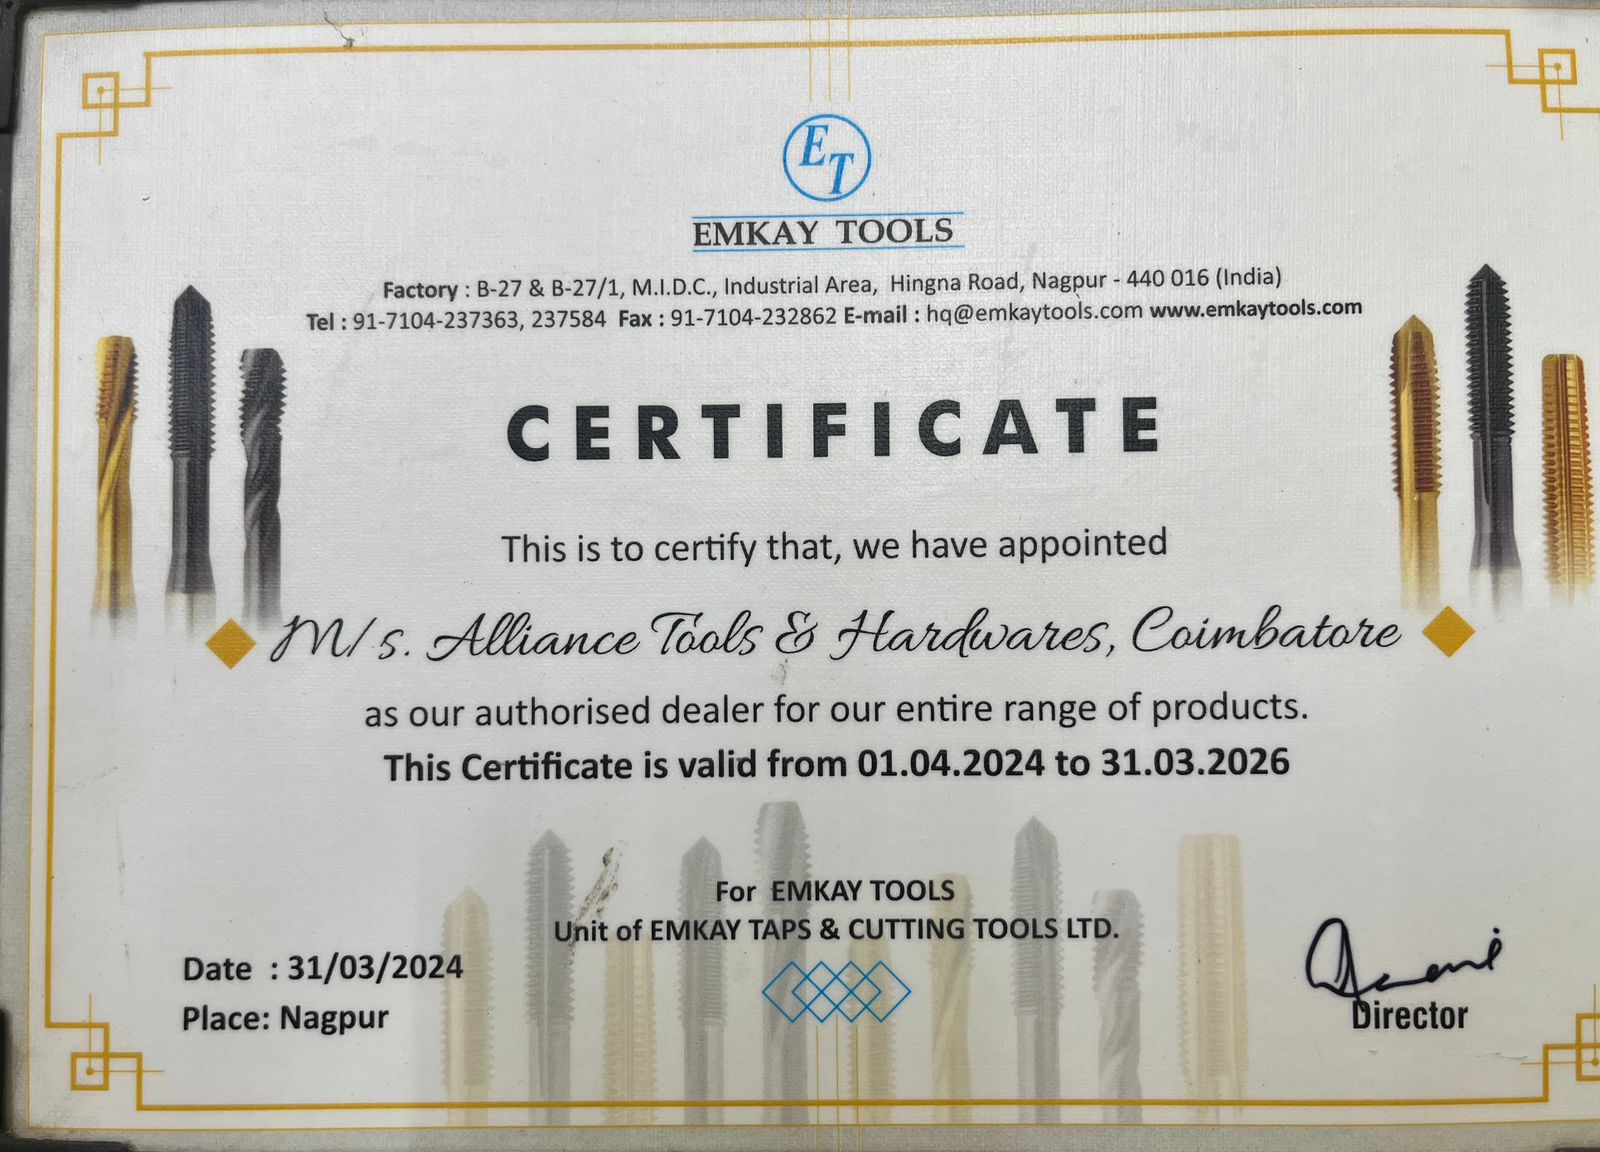 ET
EMKAY TOOLS
Factory : B-27 & B-27/1, M.I.D.C., Industrial Area, Hingna Road, Nagpur - 440 016 (India)
Tel : 91-7104-237363, 237584 Fax : 91-7104-232862 E-mail : hq@emkaytools.com www.emkaytools.com
CERTIFICATE
This is to certify that, we have appointed
M/s. Alliance Tools & Hardwares, Coimbatore
as our authorised dealer for our entire range of products.
This Certificate is valid from 01.04.2024 to 31.03.2026
For EMKAY TOOLS
Unit of EMKAY TAPS & CUTTING TOOLS LTD.
Date : 31/03/2024
Place: Nagpur
Director